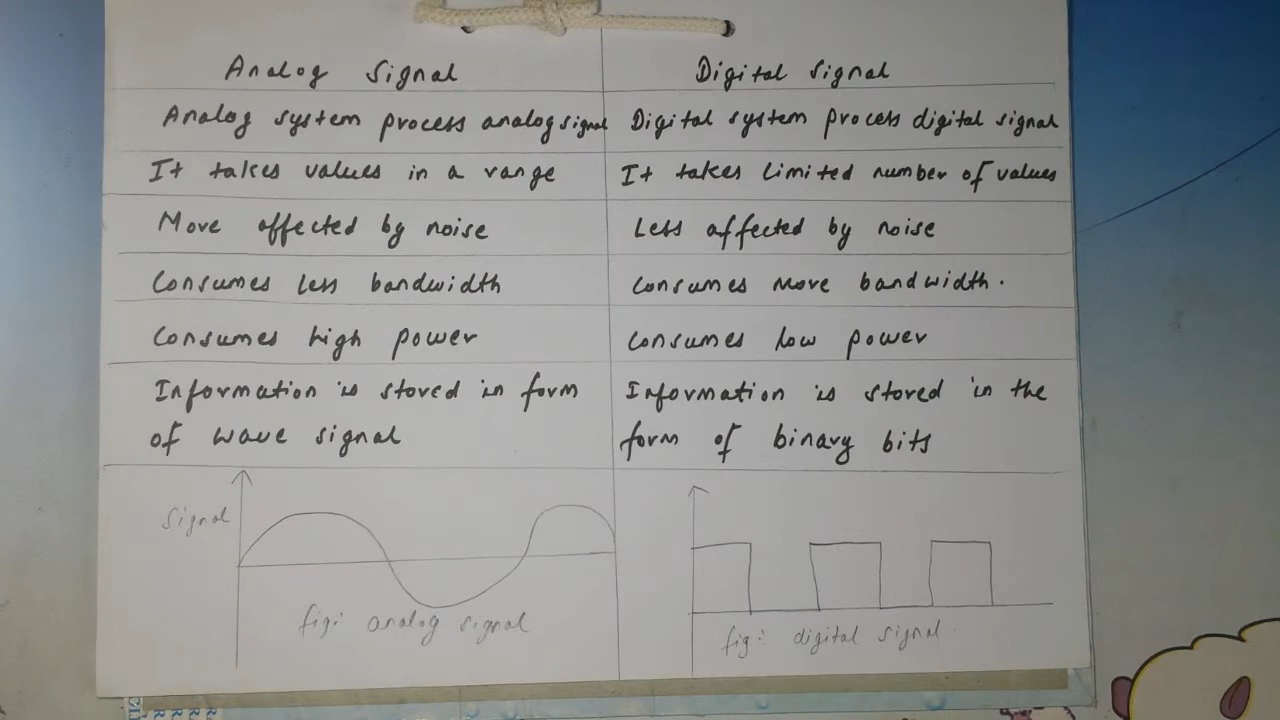 Analog Signal
Digital Signal
Analog system process analog signal
Digital system process digital signal
It takes values in a range
It takes limited number of values
More affected by noise
Less affected by noise
Consumes less bandwidth
Consumes more bandwidth.
Consumes high power
Consumes low power
Information is stored in form
of wave signal
Information is stored in the
form of binary bits
Signal
fig: analog signal
fig: digital signal